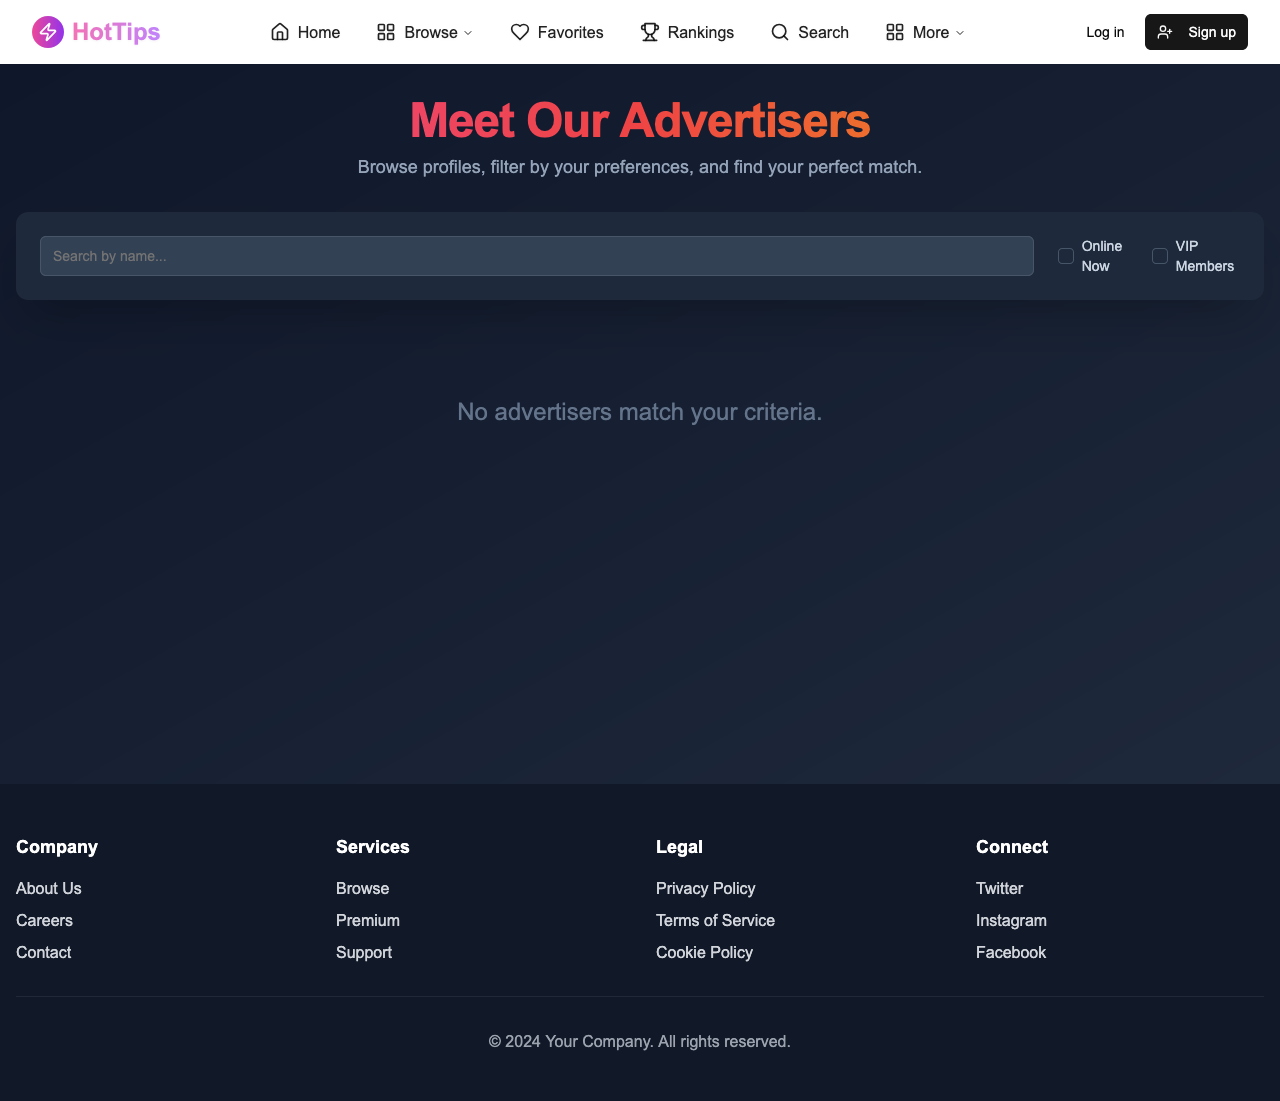 HotTips
Home
Browse
Favorites
Rankings
Search
More
Log in
Sign up
Meet Our Advertisers
Browse profiles, filter by your preferences, and find your perfect match.
Search by name...
Online
Now
VIP
Members
No advertisers match your criteria.
Company
About Us
Careers
Contact
Services
Browse
Premium
Support
Legal
Privacy Policy
Terms of Service
Cookie Policy
Connect
Twitter
Instagram
Facebook
© 2024 Your Company. All rights reserved.